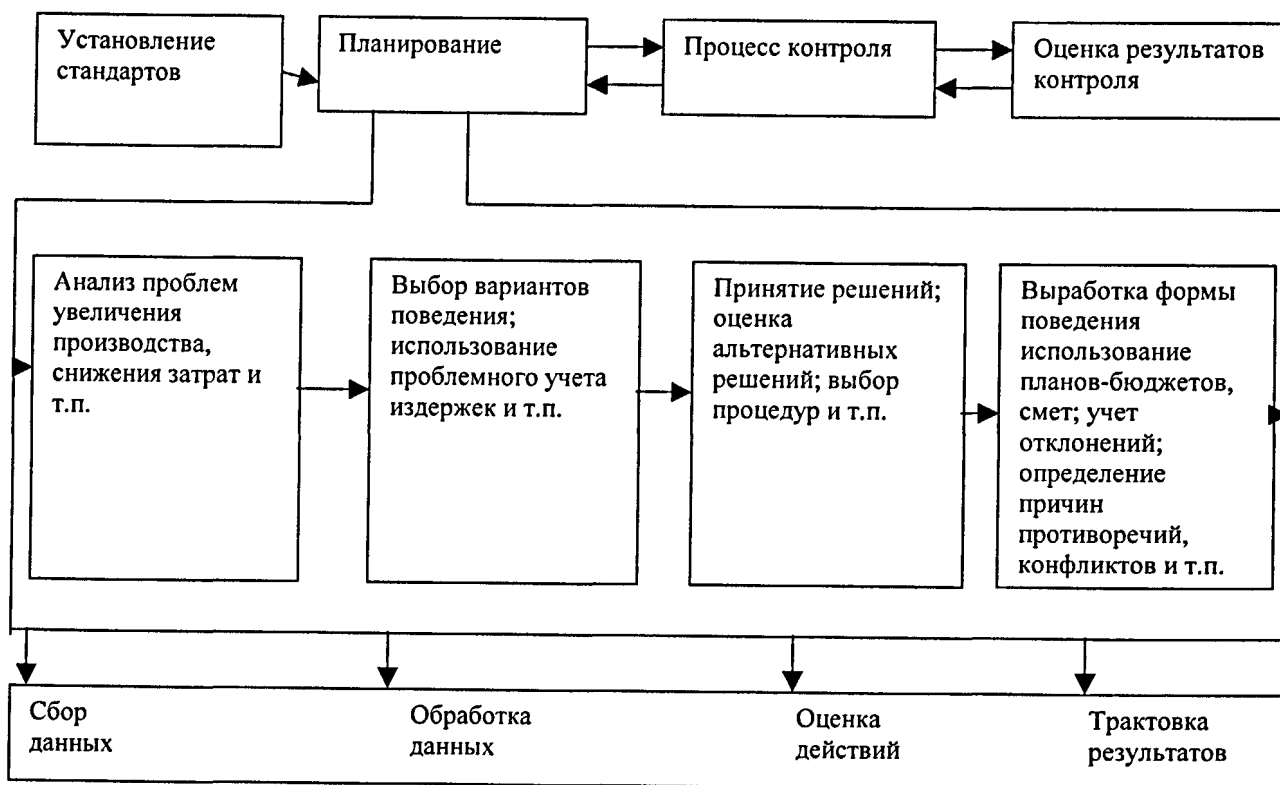 Установление
стандартов
Планирование
Процесс контроля
Оценка результатов
контроля
Анализ проблем
увеличения
производства,
снижения затрат и
т.п.
Выбор вариантов
поведения;
использование
проблемного учета
издержек и т.п.
Принятие решений;
оценка
альтернативных
решений; выбор
процедур и т.п.
Выработка формы
поведения
использование
планов-бюджетов,
смет; учет
отклонений;
определение
причин
противоречий,
конфликтов и т.п.
Сбор
данных
Обработка
данных
Оценка
действий
Трактовка
результатов